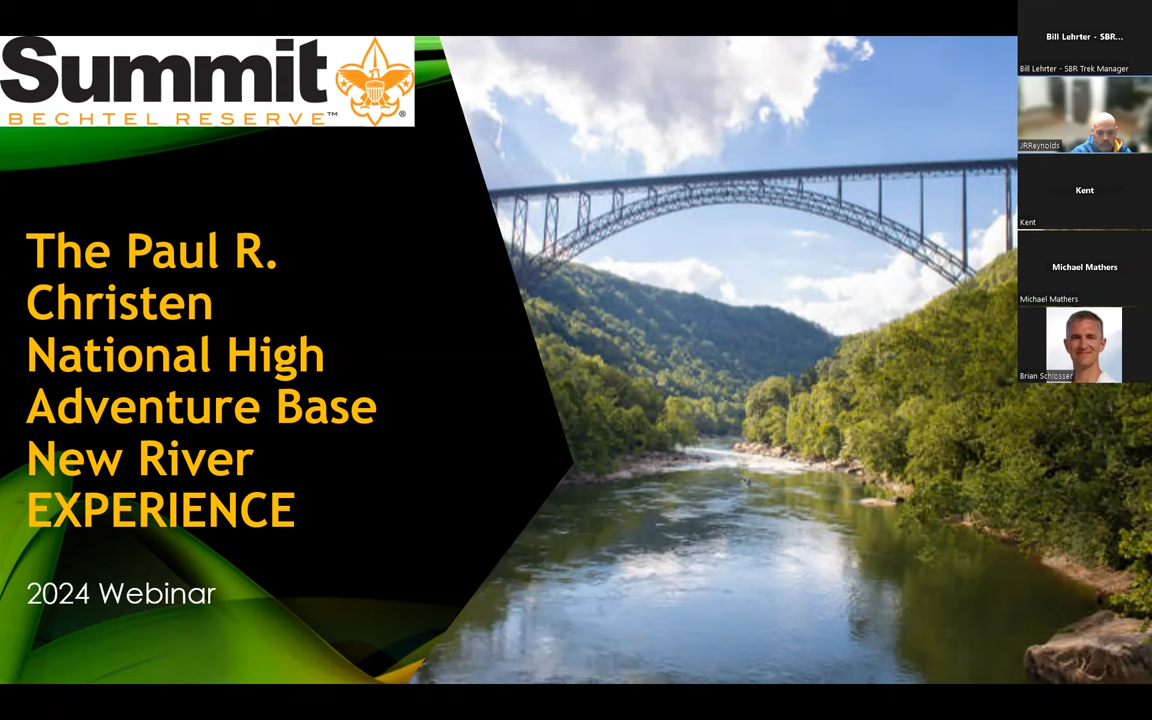 Summit
BECHTEL RESERVE™
®
The Paul R.
Christen
National High
Adventure Base
New River
EXPERIENCE
2024 Webinar
Bill Lehrter - SBR...
Bill Lehrter - SBR Trek Manager
JRReynolds
Kent
Kent
Michael Mathers
Michael Mathers
Brian Schlosser